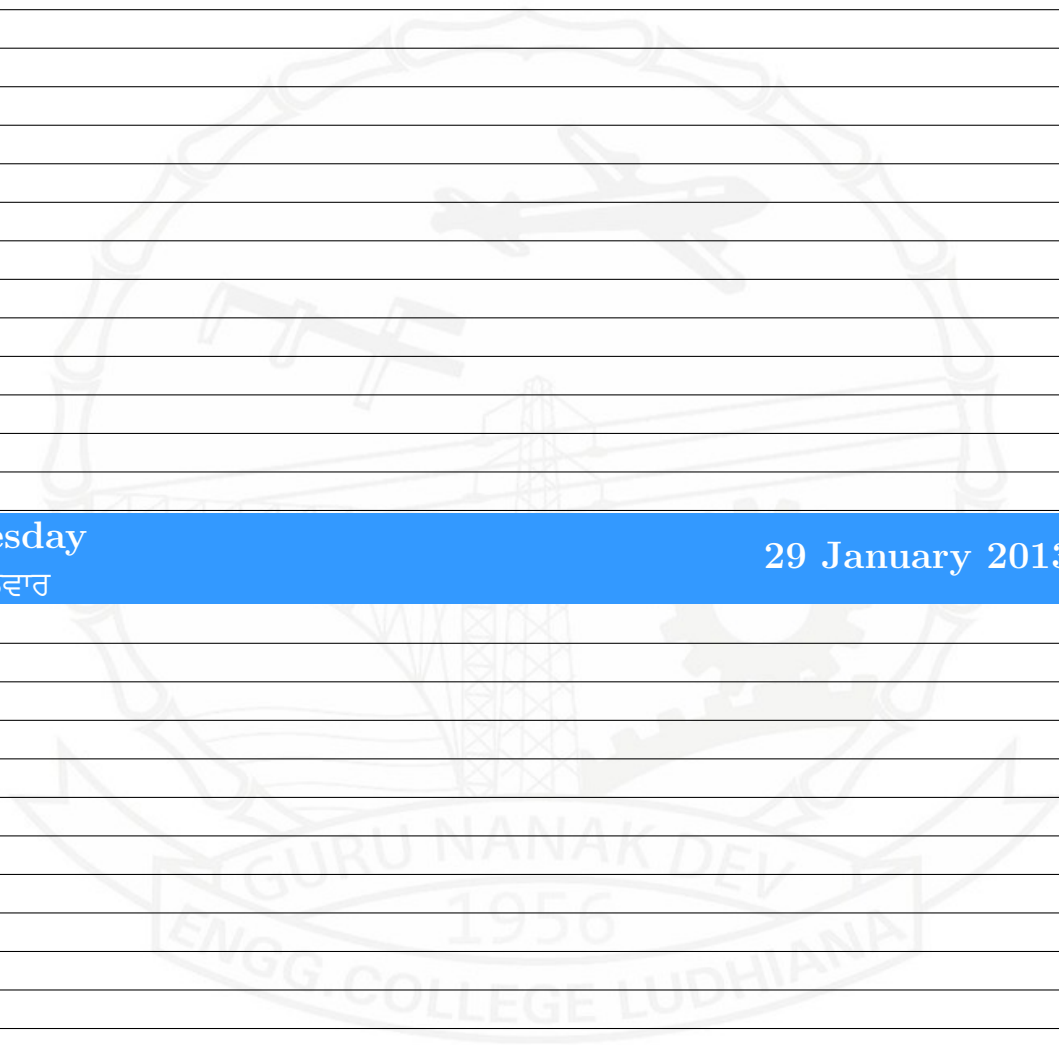 esday
ਵਾਰ
29 January 2013
GURU NANAK DEV
1956
ENGG. COLLEGE LUDHIANA